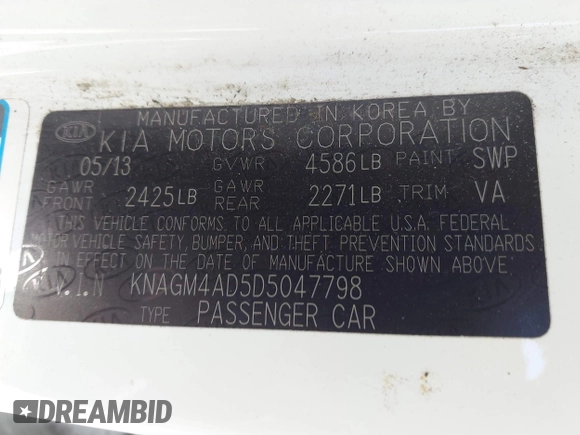 MANUFACTURED IN KOREA BY
KIA KIA MOTORS CORPORATION
05/13 GVWR 4586LB PAINT SWP
GAWR FRONT 2425LB GAWR REAR 2271LB TRIM VA
THIS VEHICLE CONFORMS TO ALL APPLICABLE U.S.A. FEDERAL
MOTOR VEHICLE SAFETY, BUMPER, AND THEFT PREVENTION STANDARDS
IN EFFECT ON THE DATE OF MANUFACTURE SHOWN ABOVE.
V.I.N KNAGM4AD5D5047798
TYPE PASSENGER CAR
DREAMBID